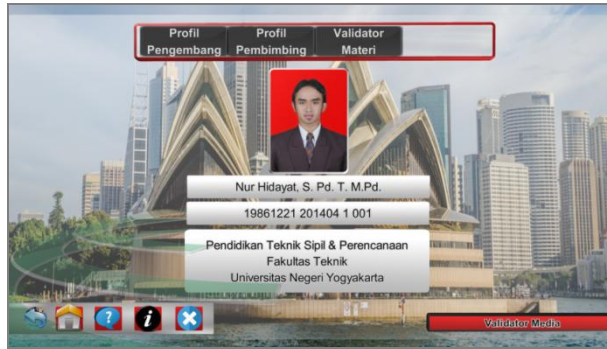 Profil Pengembang
Profil Pembimbing
Validator Materi
Nur Hidayat, S. Pd. T. M.Pd.
19861221 201404 1 001
Pendidikan Teknik Sipil & Perencanaan
Fakultas Teknik
Universitas Negeri Yogyakarta
Validator Media